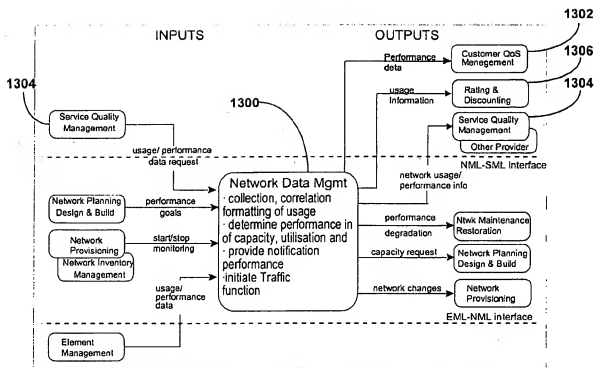 INPUTS
OUTPUTS
1302
1306
1304
1304
1300
Performance
deta
Customer QoS
Menegement
usage
Information
Rating &
Discounting
Service Quality
Management
Other Provider
NML-SML Interface
Service Quality
Management
usage/ performance
data request
network usage/
performance info
Network Planning
Design & Build
performance
goals
Network
Provisioning
Network Inventory
Management
start/stop
monitoring
usage/
performance
data
Network Data Mgmt
· collection, correlation
formatting of usage
· determine performance in
of capacity, utilisation and
· provide notification
performance
·initiate Traffic
function
performance
degradation
Ntwk Maintenance
Restoration
capacity request
Network Planning
Design & Build
network changes
Network
Provisioning
EML-NML interface
Element
Management